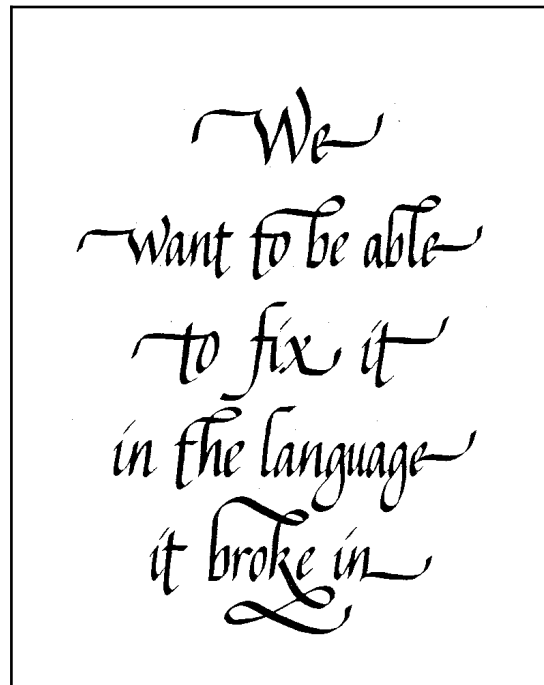 We
want to be able
to fix it
in the language
it broke in